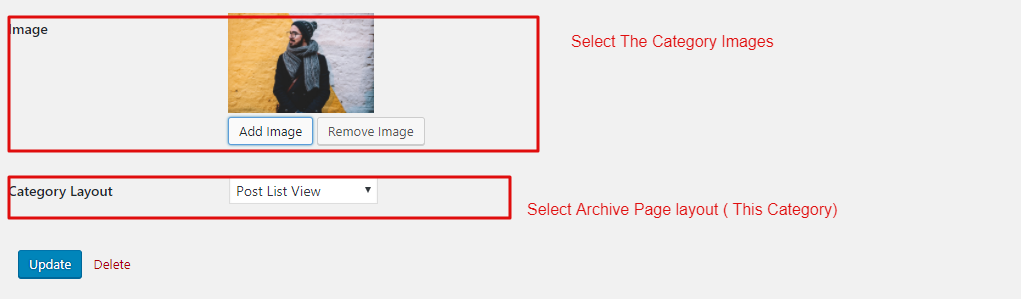 Image
Select The Category Images
Add Image Remove Image
Category Layout Post List View
Select Archive Page layout ( This Category)
Update Delete